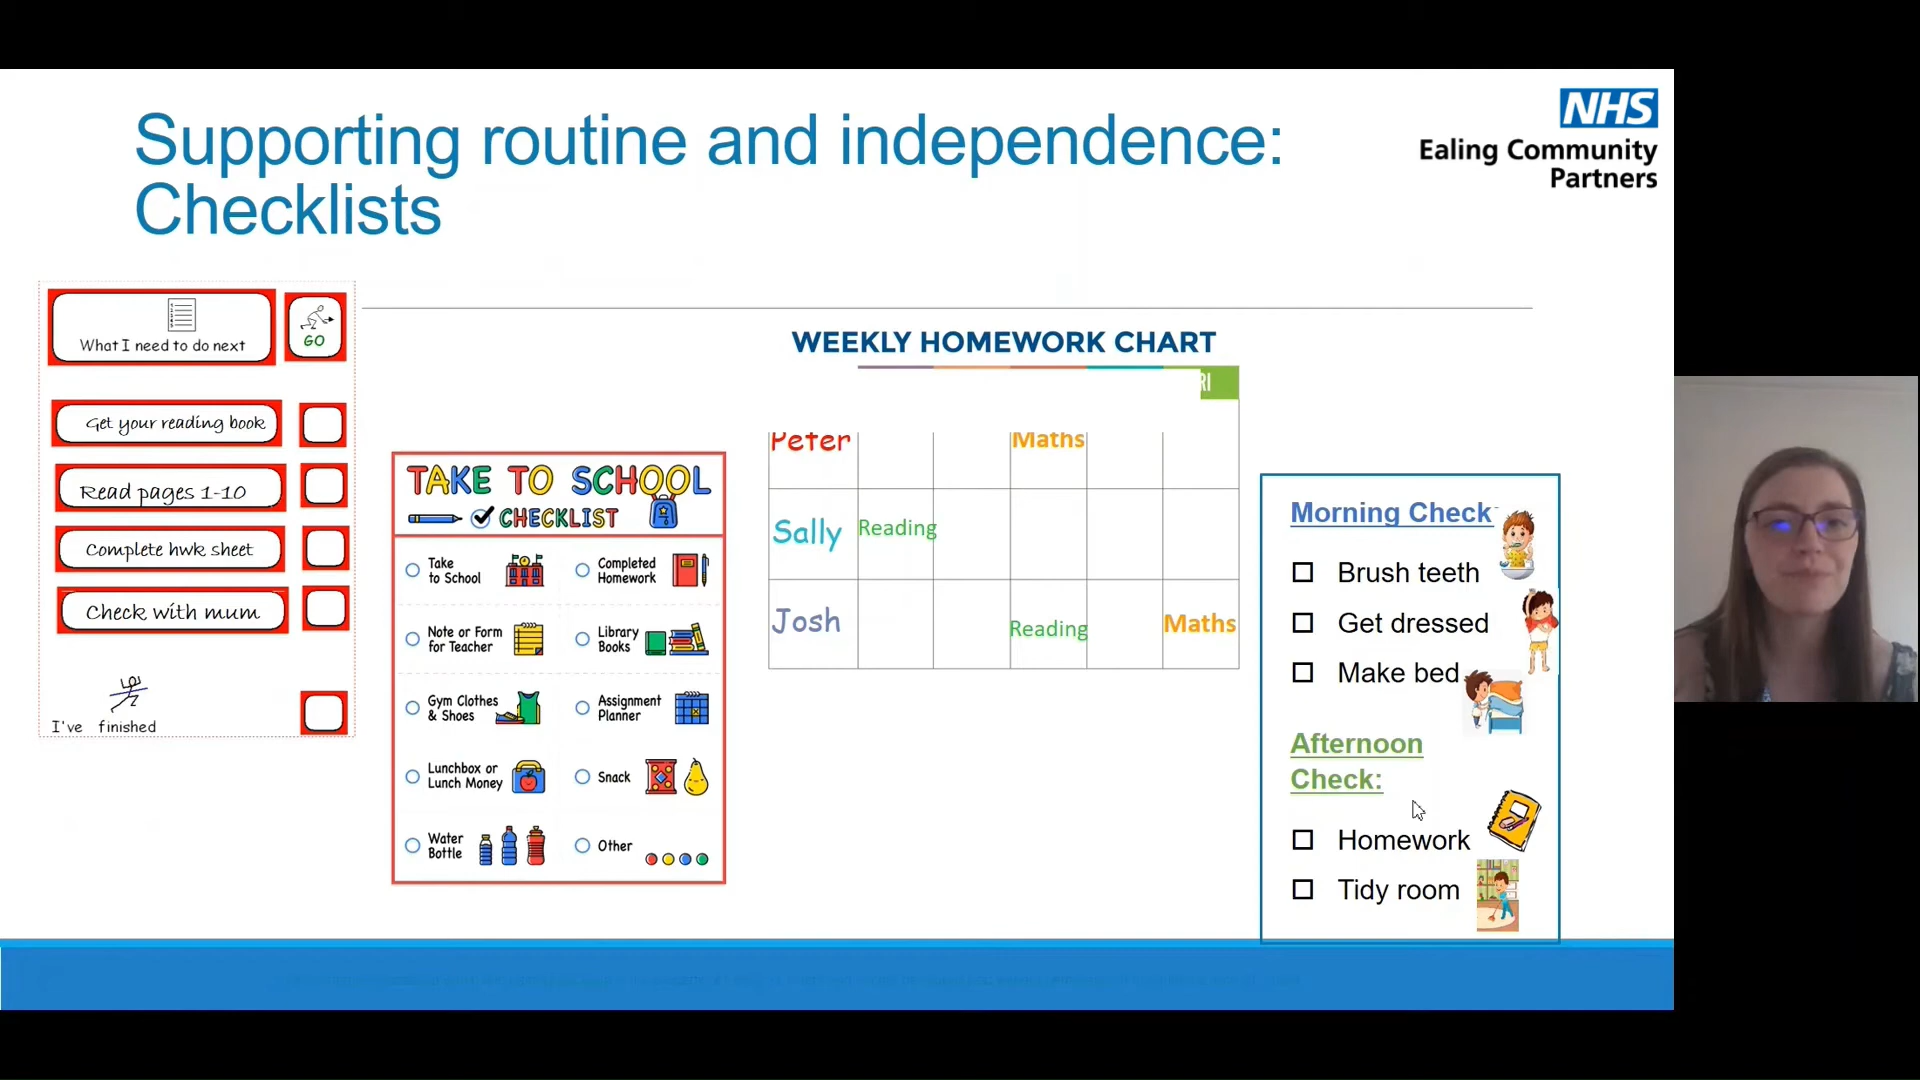 Supporting routine and independence:
Checklists
NHS
Ealing Community
Partners
What I need to do next
GO
Get your reading book
Read pages 1-10
Complete hwk sheet
Check with mum
I've finished
TAKE TO SCHOOL
CHECKLIST
Take
to School
Completed
Homework
Note or Form
for Teacher
Library
Books
Gym Clothes
& Shoes
Assignment
Planner
Lunchbox or
Lunch Money
Snack
Water
Bottle
Other
WEEKLY HOMEWORK CHART
RI
Peter Maths
Sally Reading
Josh Reading Maths
Morning Check
Brush teeth
Get dressed
Make bed
Afternoon
Check:
Homework
Tidy room